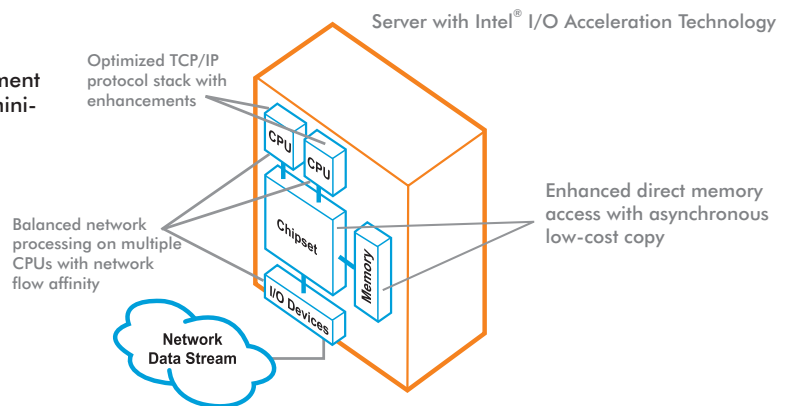 Server with Intel® I/O Acceleration Technology
Optimized TCP/IP
protocol stack with
enhancements
ment
mini-
CPU
CPU
Chipset
Memory
I/O Devices
Enhanced direct memory
access with asynchronous
low-cost copy
Balanced network
processing on multiple
CPUs with network
flow affinity
Network
Data Stream